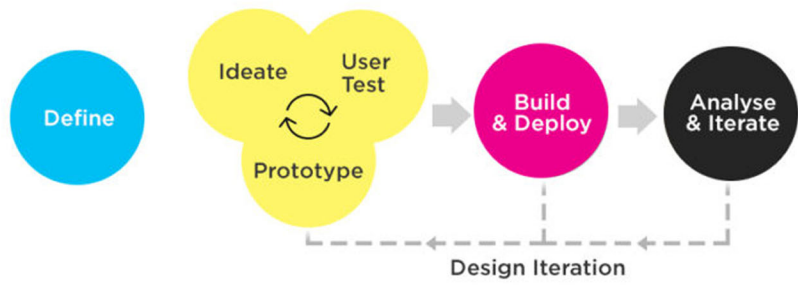 Define
Ideate
User
Test
Prototype
Build
& Deploy
Analyse
& Iterate
Design Iteration